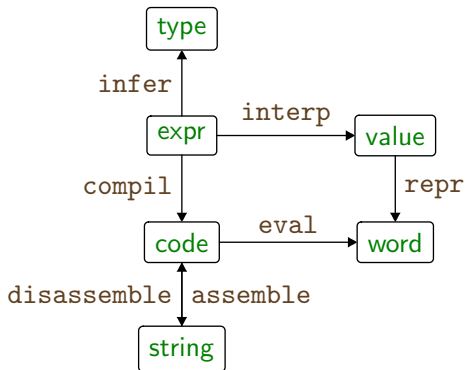 type
infer
interp
expr
value
compil
repr
eval
code
word
disassemble assemble
string